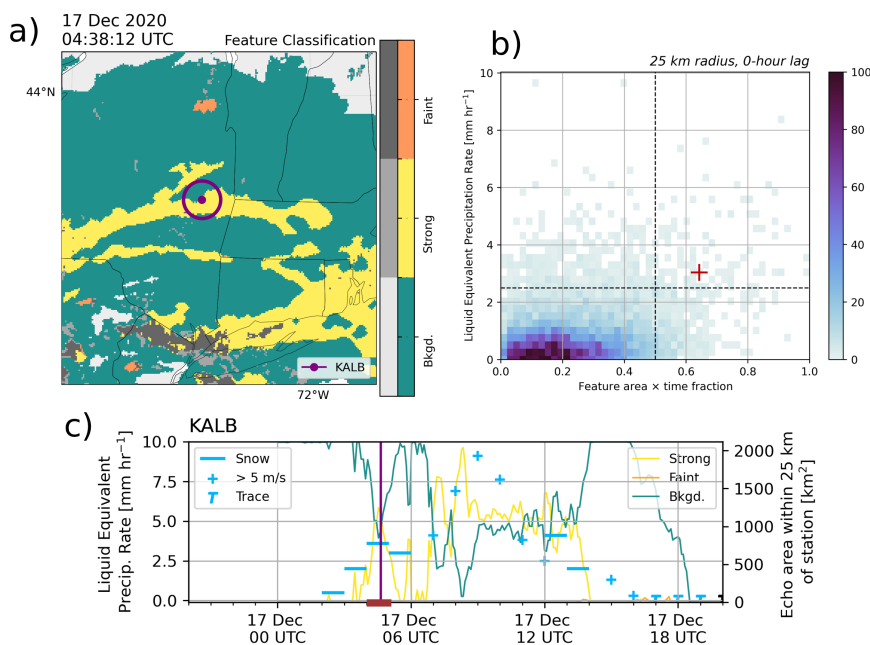 a)
17 Dec 2020
04:38:12 UTC
Feature Classification
44°N
72°W
KALB
Faint
Strong
Bkgd.
b)
25 km radius, 0-hour lag
Liquid Equivalent Precipitation Rate [mm hr⁻¹]
10
8
6
4
2
0
0.0 0.2 0.4 0.6 0.8 1.0
Feature area × time fraction
100
80
60
40
20
0
c)
KALB
Liquid Equivalent
Precip. Rate [mm hr⁻¹]
10.0
7.5
5.0
2.5
0.0
Snow
> 5 m/s
Trace
Strong
Faint
Bkgd.
2000
1500
1000
500
0
Echo area within 25 km
of station [km²]
17 Dec 17 Dec 17 Dec 17 Dec
00 UTC 06 UTC 12 UTC 18 UTC